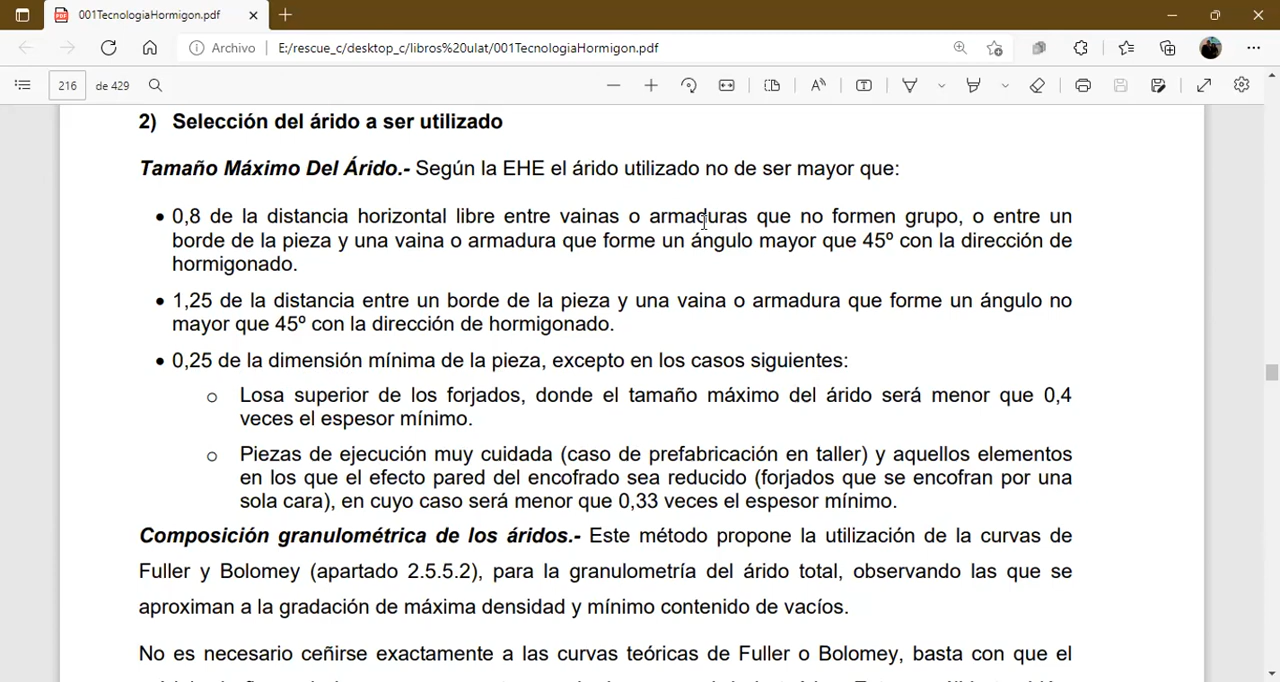 001TecnologiaHormigon.pdf
Archivo E:/rescue_c/desktop_c/libros%20ulat/001TecnologiaHormigon.pdf
216 de 429
2) Selección del árido a ser utilizado
Tamaño Máximo Del Árido.- Según la EHE el árido utilizado no de ser mayor que:
• 0,8 de la distancia horizontal libre entre vainas o armaduras que no formen grupo, o entre un
borde de la pieza y una vaina o armadura que forme un ángulo mayor que 45º con la dirección de
hormigonado.
• 1,25 de la distancia entre un borde de la pieza y una vaina o armadura que forme un ángulo no
mayor que 45º con la dirección de hormigonado.
• 0,25 de la dimensión mínima de la pieza, excepto en los casos siguientes:
o Losa superior de los forjados, donde el tamaño máximo del árido será menor que 0,4
veces el espesor mínimo.
o Piezas de ejecución muy cuidada (caso de prefabricación en taller) y aquellos elementos
en los que el efecto pared del encofrado sea reducido (forjados que se encofran por una
sola cara), en cuyo caso será menor que 0,33 veces el espesor mínimo.
Composición granulométrica de los áridos.- Este método propone la utilización de la curvas de
Fuller y Bolomey (apartado 2.5.5.2), para la granulometría del árido total, observando las que se
aproximan a la gradación de máxima densidad y mínimo contenido de vacíos.
No es necesario ceñirse exactamente a las curvas teóricas de Fuller o Bolomey, basta con que el